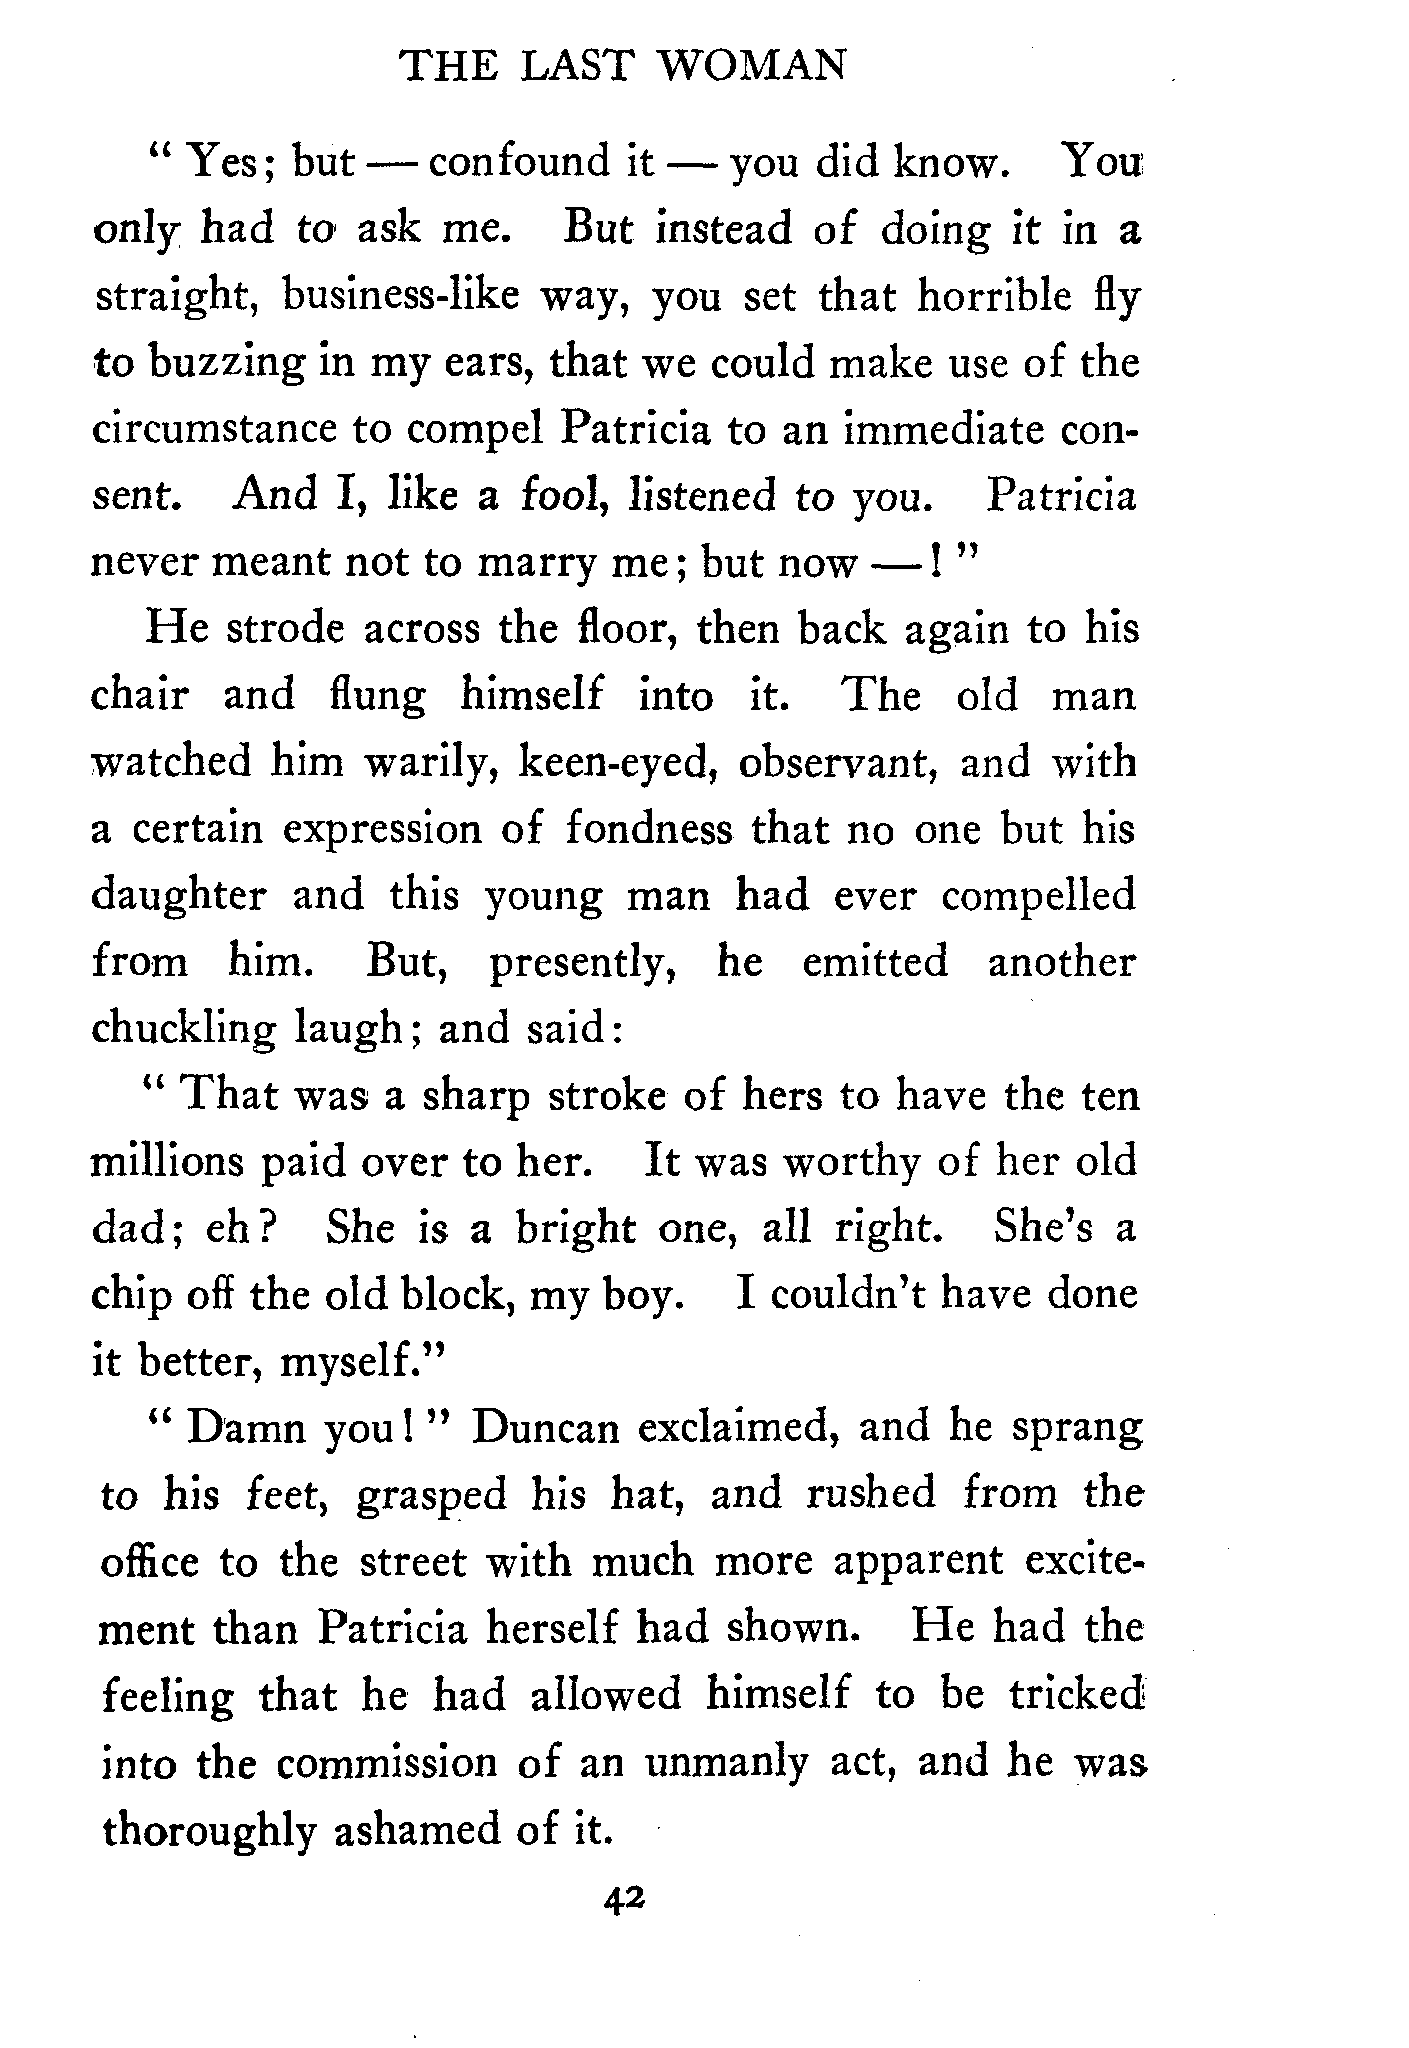 THE LAST WOMAN
“ Yes; but — confound it — you did know. You
only had to ask me. But instead of doing it in a
straight, business-like way, you set that horrible fly
to buzzing in my ears, that we could make use of the
circumstance to compel Patricia to an immediate con-
sent. And I, like a fool, listened to you. Patricia
never meant not to marry me; but now —! ”
He strode across the floor, then back again to his
chair and flung himself into it. The old man
watched him warily, keen-eyed, observant, and with
a certain expression of fondness that no one but his
daughter and this young man had ever compelled
from him. But, presently, he emitted another
chuckling laugh; and said:
“ That was a sharp stroke of hers to have the ten
millions paid over to her. It was worthy of her old
dad; eh? She is a bright one, all right. She's a
chip off the old block, my boy. I couldn't have done
it better, myself.”
“ Damn you! ” Duncan exclaimed, and he sprang
to his feet, grasped his hat, and rushed from the
office to the street with much more apparent excite-
ment than Patricia herself had shown. He had the
feeling that he had allowed himself to be tricked
into the commission of an unmanly act, and he was
thoroughly ashamed of it.
42